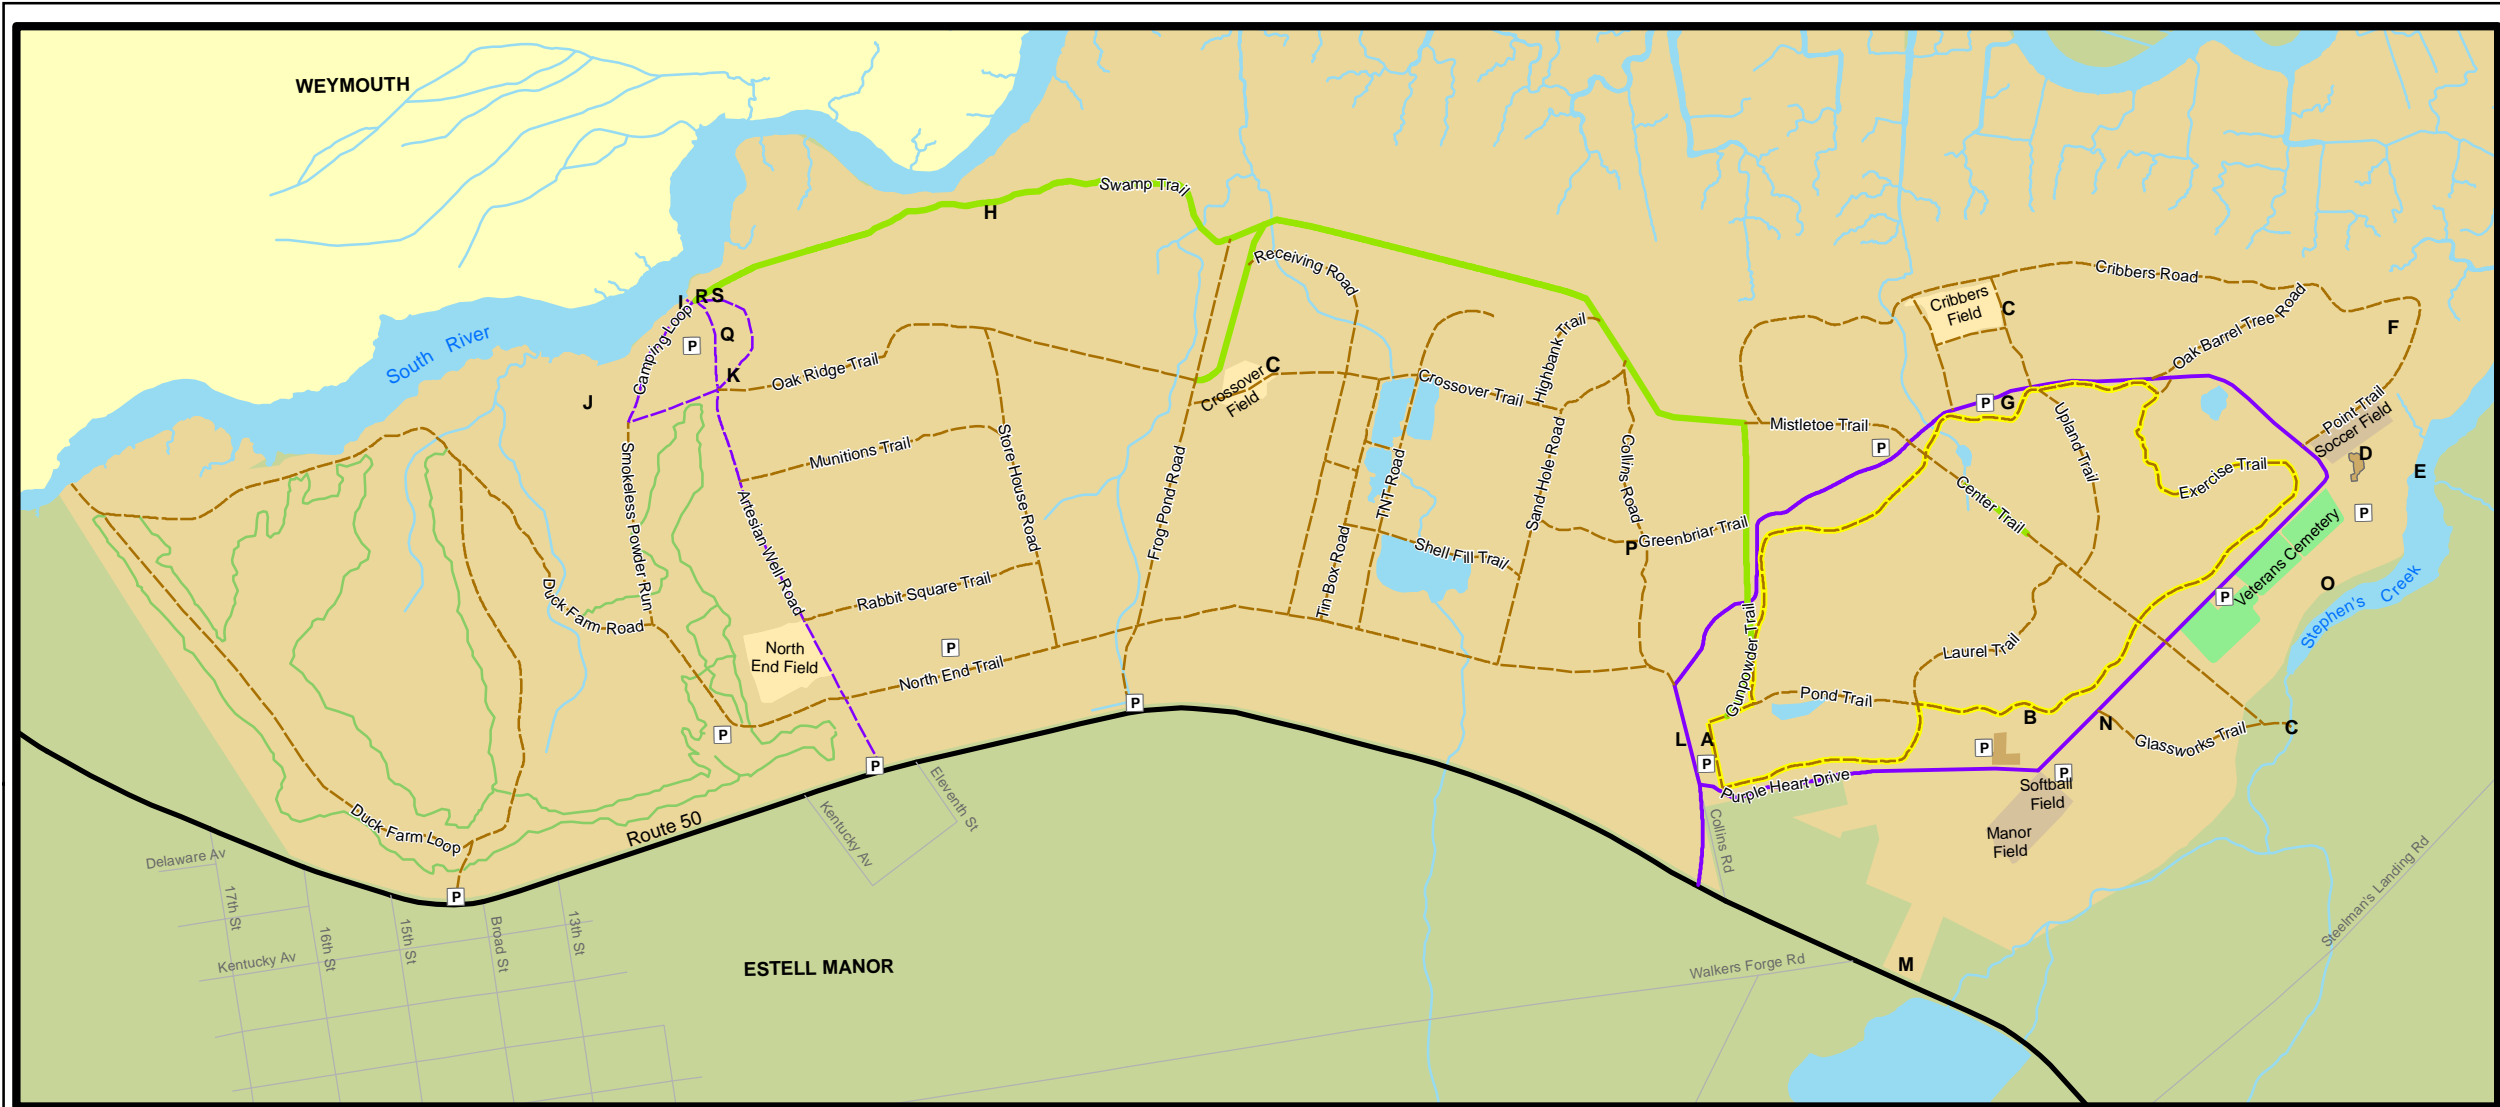 WEYMOUTH
South River
Swamp Trail
H
I
R
S
Q
P
K
J
Camping Loop
Oak Ridge Trail
Munitions Trail
Smokeless Powder Run
Artesian Well Road
Store House Road
Rabbit Square Trail
Duck Farm Road
North
End Field
North End Trail
P
P
P
P
P
Duck Farm Loop
Route 50
Frog Pond Road
Receiving Road
Crossover
Field
C
Crossover Trail
Highbank Trail
TNT Road
Tin Box Road
Shell Fill Trail
Sand Hole Road
Collins Road
P
Greenbriar Trail
Mistletoe Trail
P
P
G
Cribbers
Field
C
Cribbers Road
Oak Barrel Tree Road
F
Point Trail
Soccer Field
D
E
P
Upland Trail
Exercise Trail
Center Trail
Veterans Cemetery
P
O
Stephen's Creek
Laurel Trail
Pond Trail
Gunpowder Trail
L
A
P
B
N
C
Glassworks Trail
P
P
Purple Heart Drive
Softball
Field
Manor
Field
Collins Rd
M
Walkers Forge Rd
Steelman's Landing Rd
ESTELL MANOR
Eleventh St
Kentucky Av
Delaware Av
17th St
16th St
15th St
Broad St
13th St
Kentucky Av